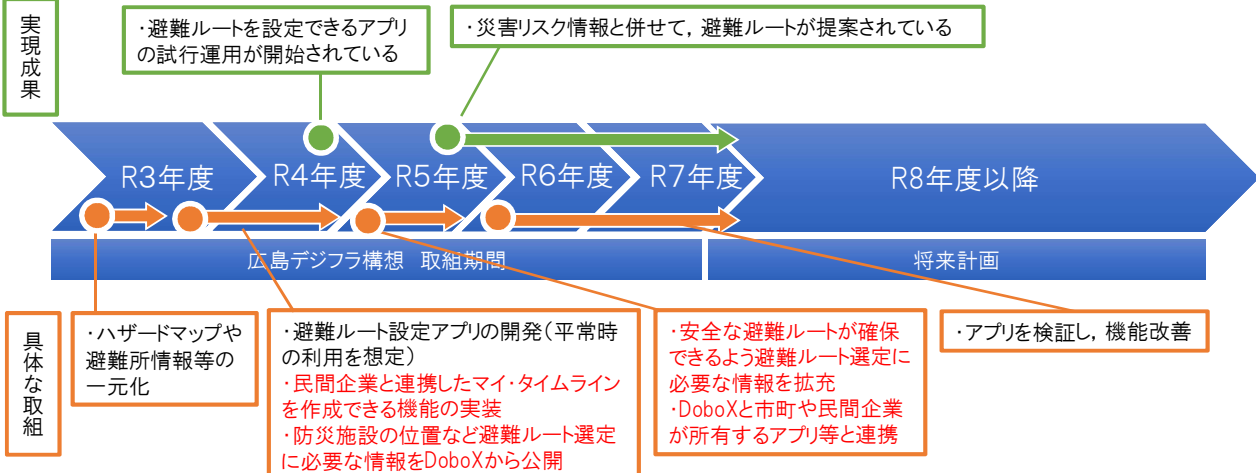 実現成果
・避難ルートを設定できるアプリ
の試行運用が開始されている
・災害リスク情報と併せて，避難ルートが提案されている
R3年度
R4年度
R5年度
R6年度
R7年度
R8年度以降
広島デジフラ構想　取組期間
将来計画
具体な取組
・ハザードマップや
避難所情報等の
一元化
・避難ルート設定アプリの開発（平常時
の利用を想定）
・民間企業と連携したマイ・タイムライン
を作成できる機能の実装
・防災施設の位置など避難ルート選定
に必要な情報をDoboXから公開
・安全な避難ルートが確保
できるよう避難ルート選定に
必要な情報を拡充
・DoboXと市町や民間企業
が所有するアプリ等と連携
・アプリを検証し，機能改善